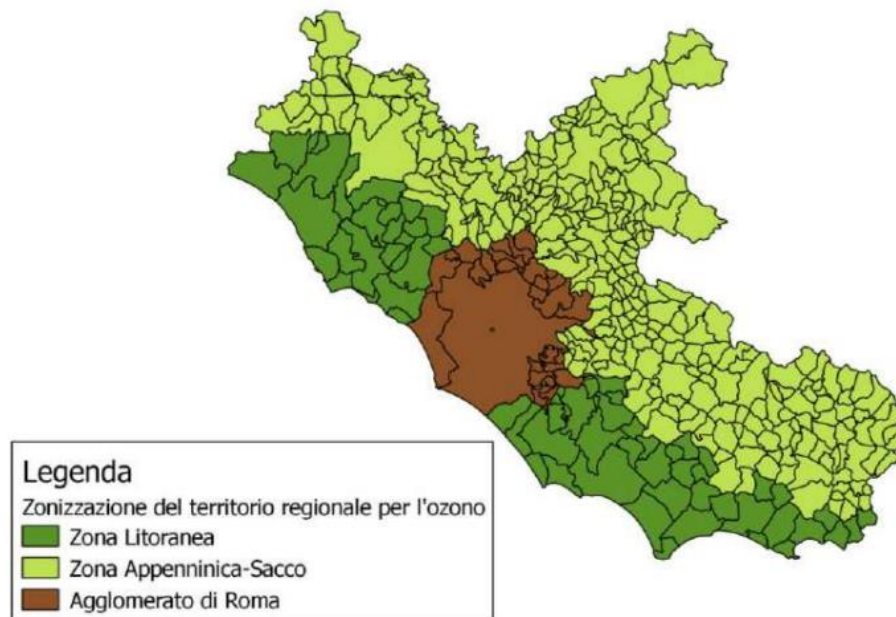 Legenda
Zonizzazione del territorio regionale per l'ozono
Zona Litoranea
Zona Appenninica-Sacco
Agglomerato di Roma